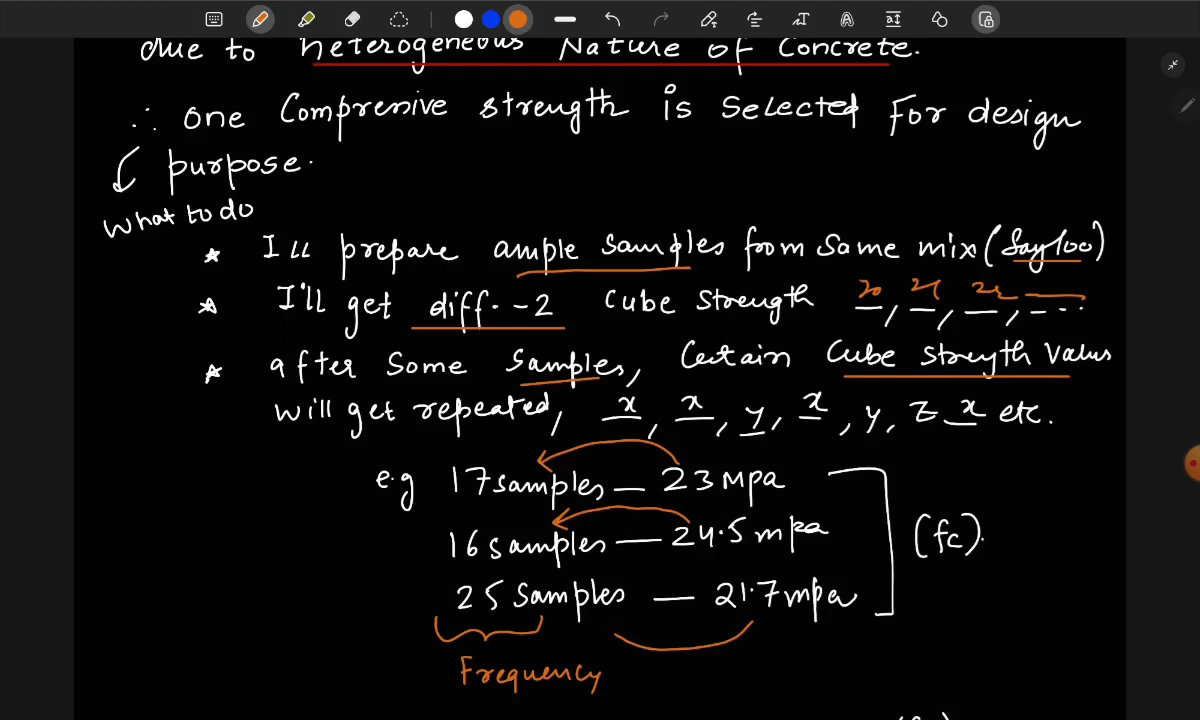 due to heterogeneous Nature of Concrete.
∴ one Compressive strength is Selected For design
purpose.
What to do
* I'll prepare ample samples from same mix (Say 100)
* I'll get diff.-2 Cube strength 20, 21, 22, ...
* after Some Samples, Certain Cube strength Values
will get repeated, x, x, y, x, y, z x etc.
e.g 17 samples — 23 Mpa
16 samples — 24.5 mpa
(fc).
25 samples — 21.7 mpa
Frequency